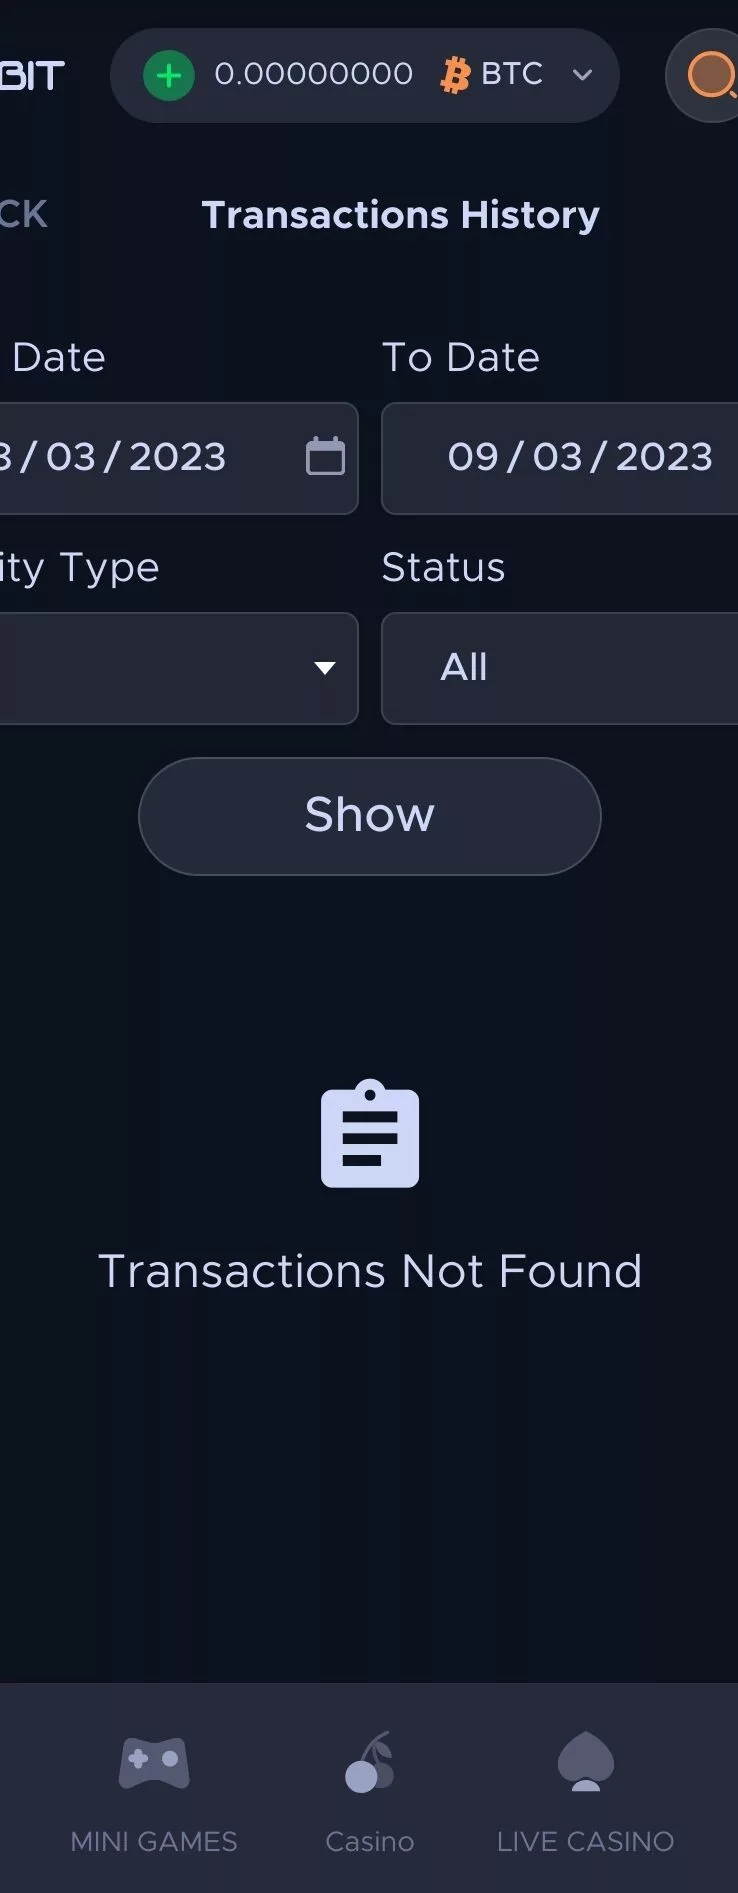 BIT 0.00000000 BTC
CK Transactions History
Date To Date
3/03/2023 09/03/2023
ity Type Status
All
Show
Transactions Not Found
MINI GAMES Casino LIVE CASINO